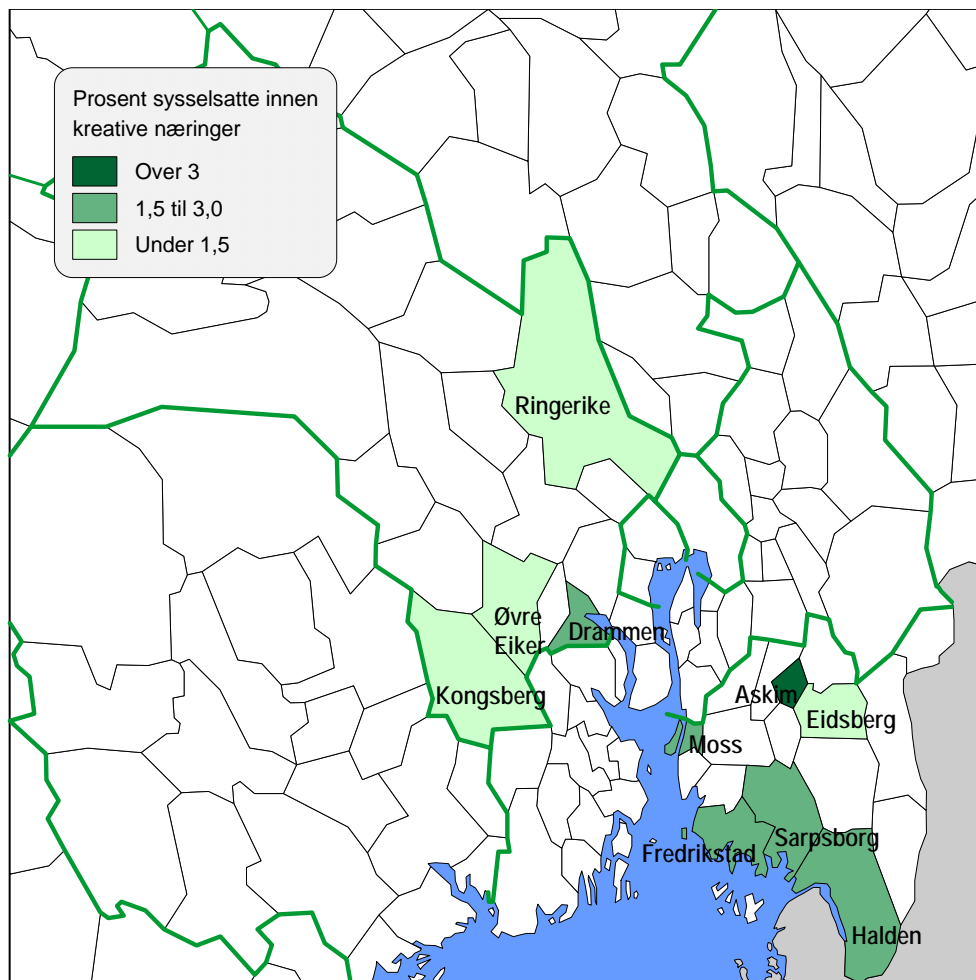 Prosent sysselsatte innen
kreative næringer
Over 3
1,5 til 3,0
Under 1,5
Ringerike
Øvre
Eiker
Drammen
Kongsberg
Askim
Eidsberg
Moss
Fredrikstad
Sarpsborg
Halden